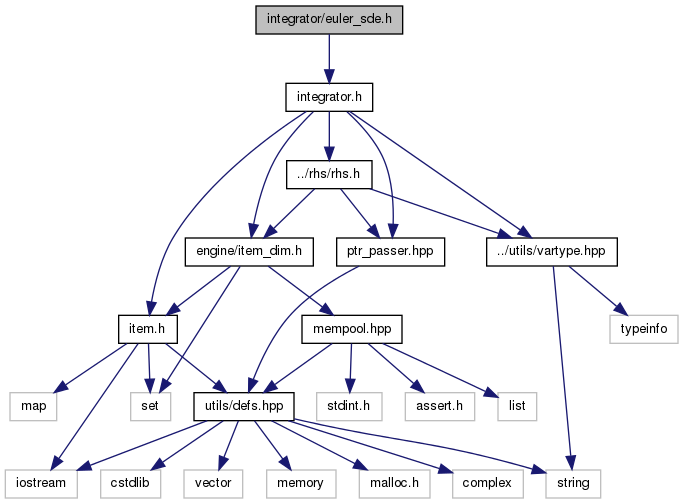 integrator/euler_sde.h
integrator.h
../rhs/rhs.h
engine/item_dim.h
ptr_passer.hpp
../utils/vartype.hpp
item.h
mempool.hpp
typeinfo
map
set
utils/defs.hpp
stdint.h
assert.h
list
iostream
cstdlib
vector
memory
malloc.h
complex
string